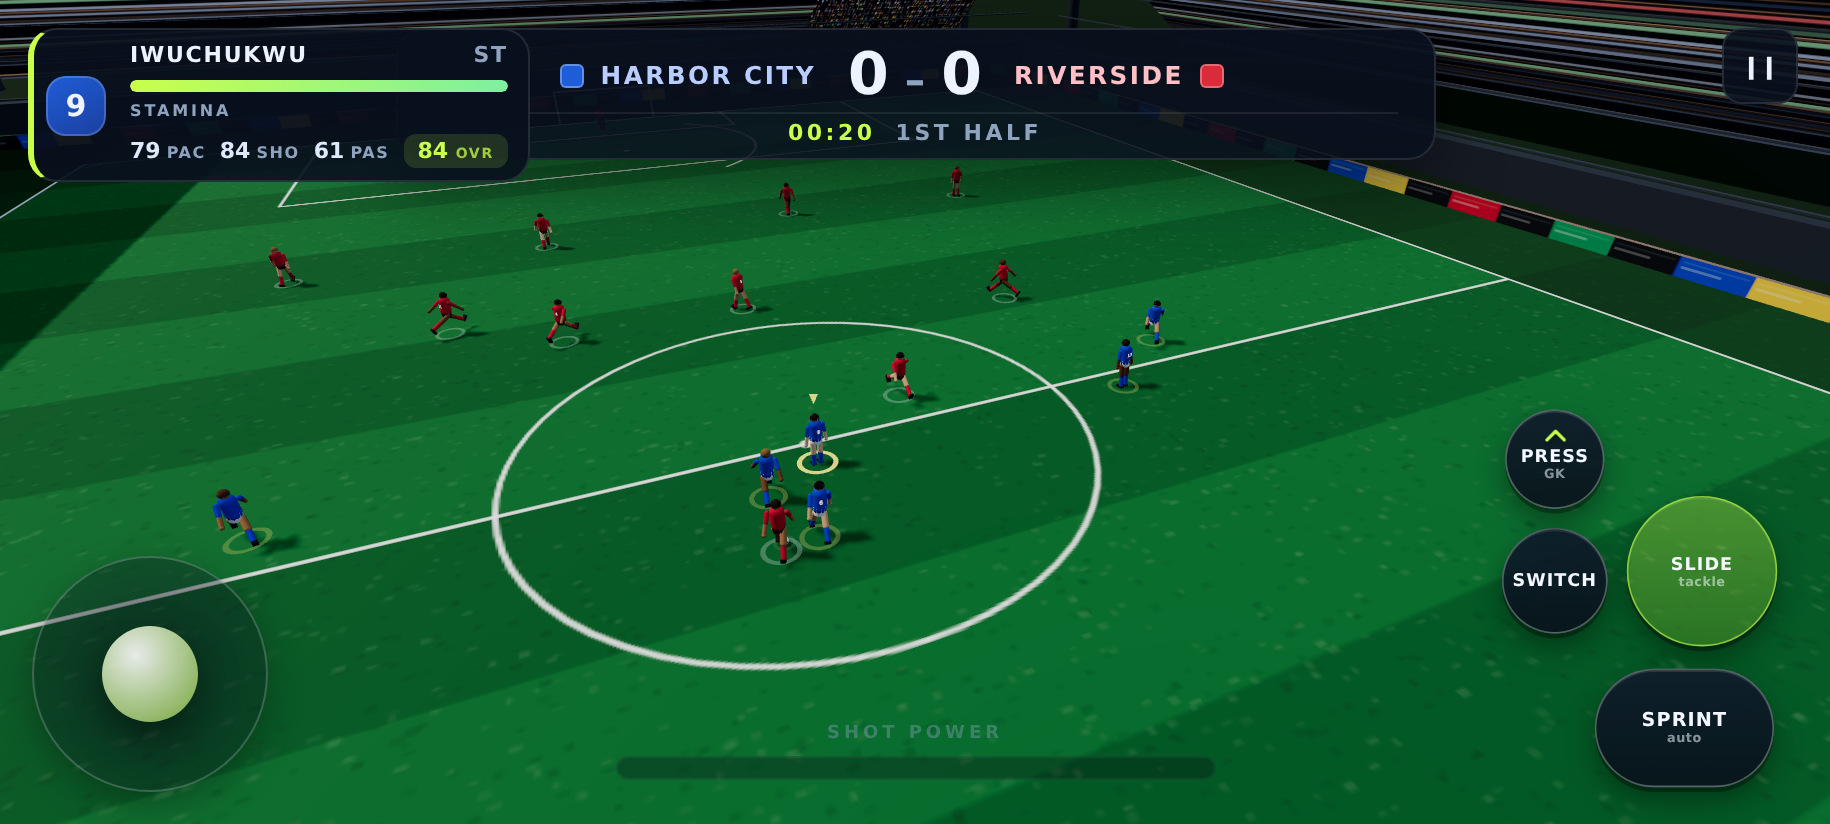 IWUCHUKWU ST
9
STAMINA
79 PAC 84 SHO 61 PAS 84 OVR
HARBOR CITY 0 - 0 RIVERSIDE
00:20 1ST HALF
PRESS
GK
SWITCH
SLIDE
tackle
SPRINT
auto
SHOT POWER